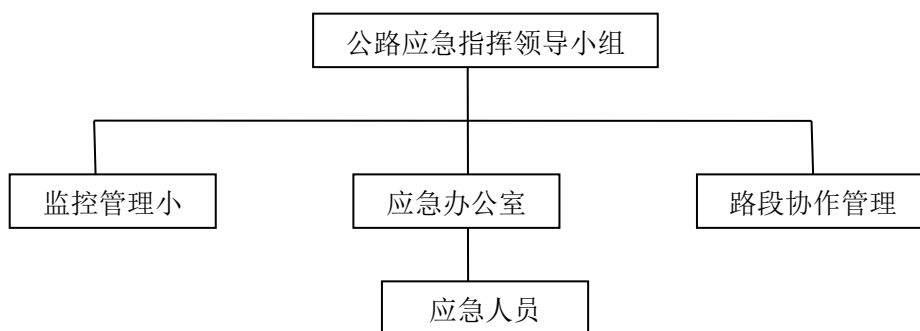 公路应急指挥领导小组
监控管理小
应急办公室
路段协作管理
应急人员